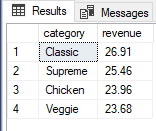 Results Messages
category revenue
1 Classic 26.91
2 Supreme 25.46
3 Chicken 23.96
4 Veggie 23.68